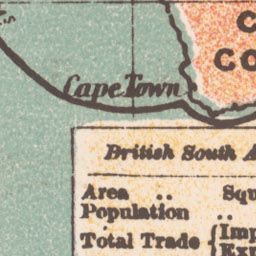 C
CO
Cape Town
British South A
Area .. Squ
Population ..
Total Trade { Imp
Exp